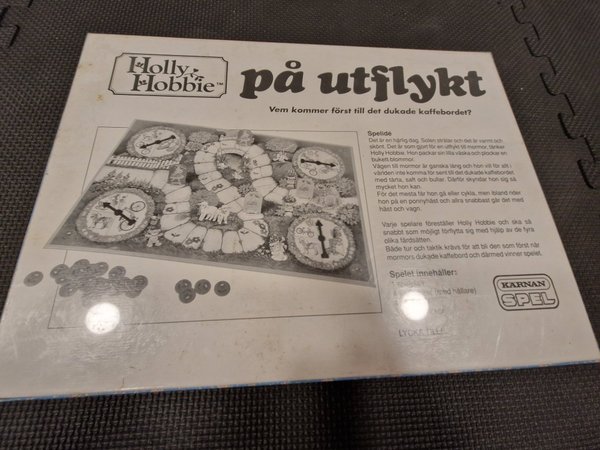 Holly Hobbie™
på utflykt
Vem kommer först till det dukade kaffebordet?
Spelidé
Det är en härlig dag. Solen strålar och det är varmt och
skönt. Det är som gjort för en utflykt till mormor, tänker
Holly Hobbie. Hon packar sin lilla väska och plockar en
bukett blommor.
Vägen till mormor är ganska lång och hon vill för allt i
världen inte komma för sent till det dukade kaffebordet,
med tårta, saft och bullar. Därför skyndar hon sig så
mycket hon kan.
För det mesta får hon gå eller cykla, men ibland rider
hon på en ponnyhäst och allra snabbast går det med
häst och vagn.
Varje spelare föreställer Holly Hobbie och ska så
snabbt som möjligt förflytta sig med hjälp av de fyra
olika färdsätten.
Både tur och taktik krävs för att bli den som först når
mormors dukade kaffebord och därmed vinner spelet.
Spelet innehåller:
(med hållare)
LYCKA TILL!
KÄRNAN
SPEL